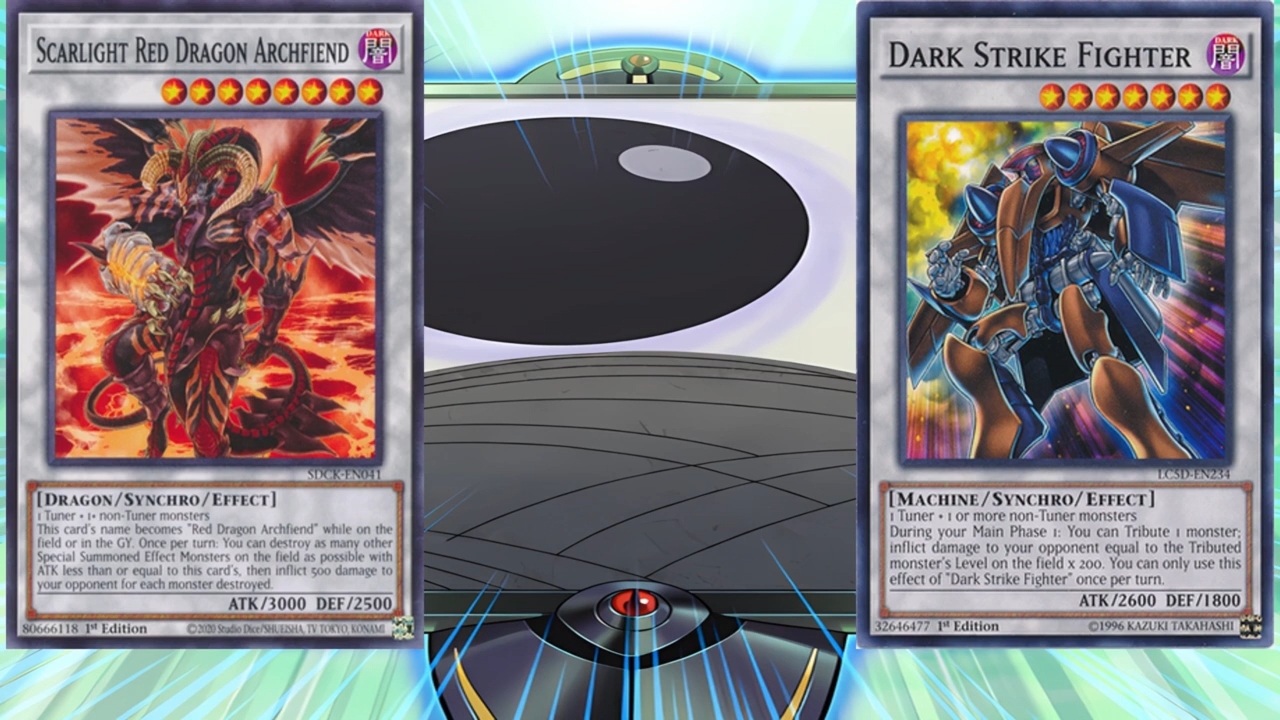 SCARLIGHT RED DRAGON ARCHFIEND
DARK
闇
SDCK-EN041
[DRAGON/SYNCHRO/EFFECT]
1 Tuner + 1+ non-Tuner monsters
This card's name becomes "Red Dragon Archfiend" while on the
field or in the GY. Once per turn: You can destroy as many other
Special Summoned Effect Monsters on the field as possible with
ATK less than or equal to this card's, then inflict 500 damage to
your opponent for each monster destroyed.
ATK/3000 DEF/2500
80666118 1st Edition ©2020 Studio Dice/SHUEISHA, TV TOKYO, KONAMI
DARK STRIKE FIGHTER
DARK
闇
LC5D-EN234
[MACHINE/SYNCHRO/EFFECT]
1 Tuner + 1 or more non-Tuner monsters
During your Main Phase 1: You can Tribute 1 monster;
inflict damage to your opponent equal to the Tributed
monster's Level on the field x 200. You can only use this
effect of "Dark Strike Fighter" once per turn.
ATK/2600 DEF/1800
32646477 1st Edition ©1996 KAZUKI TAKAHASHI